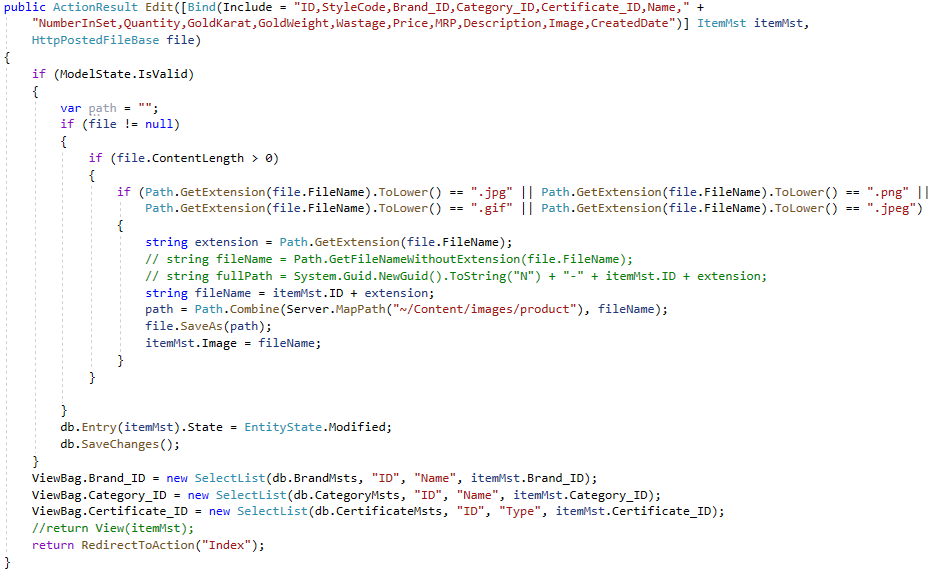 public ActionResult Edit([Bind(Include = "ID,StyleCode,Brand_ID,Category_ID,Certificate_ID,Name," +
"NumberInSet,Quantity,GoldKarat,GoldWeight,Wastage,Price,MRP,Description,Image,CreatedDate")] ItemMst itemMst,
HttpPostedFileBase file)
{
if (ModelState.IsValid)
{
var path = "";
if (file != null)
{
if (file.ContentLength > 0)
{
if (Path.GetExtension(file.FileName).ToLower() == ".jpg" || Path.GetExtension(file.FileName).ToLower() == ".png" ||
Path.GetExtension(file.FileName).ToLower() == ".gif" || Path.GetExtension(file.FileName).ToLower() == ".jpeg")
{
string extension = Path.GetExtension(file.FileName);
// string fileName = Path.GetFileNameWithoutExtension(file.FileName);
// string fullPath = System.Guid.NewGuid().ToString("N") + "-" + itemMst.ID + extension;
string fileName = itemMst.ID + extension;
path = Path.Combine(Server.MapPath("~/Content/images/product"), fileName);
file.SaveAs(path);
itemMst.Image = fileName;
}
}
}
db.Entry(itemMst).State = EntityState.Modified;
db.SaveChanges();
}
ViewBag.Brand_ID = new SelectList(db.BrandMsts, "ID", "Name", itemMst.Brand_ID);
ViewBag.Category_ID = new SelectList(db.CategoryMsts, "ID", "Name", itemMst.Category_ID);
ViewBag.Certificate_ID = new SelectList(db.CertificateMsts, "ID", "Type", itemMst.Certificate_ID);
//return View(itemMst);
return RedirectToAction("Index");
}